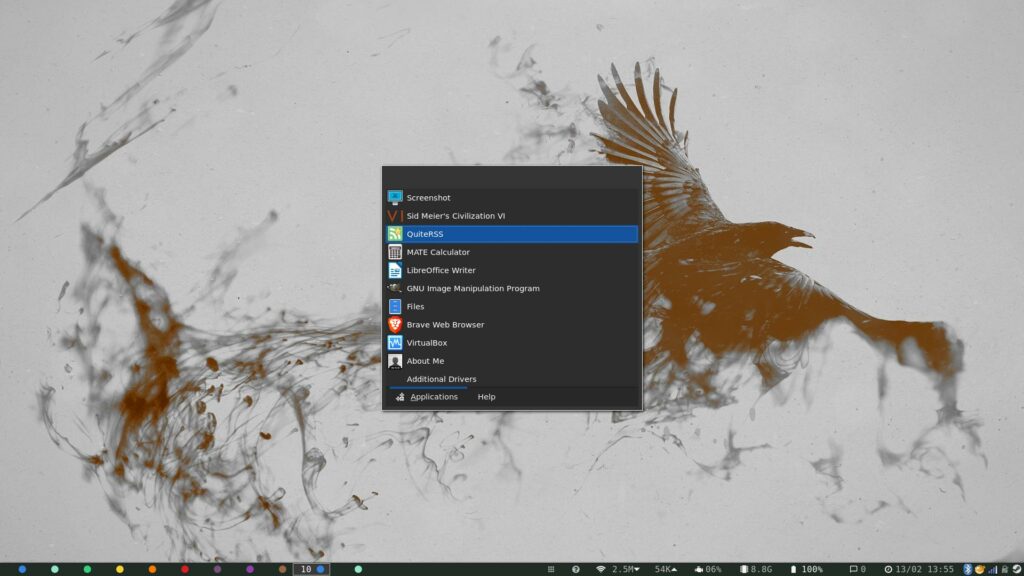 Screenshot
Sid Meier's Civilization VI
QuiteRSS
MATE Calculator
LibreOffice Writer
GNU Image Manipulation Program
Files
Brave Web Browser
VirtualBox
About Me
Additional Drivers
Applications Help
10 2.5M 54K 06% 8.8G 100% 0 13/02 13:55